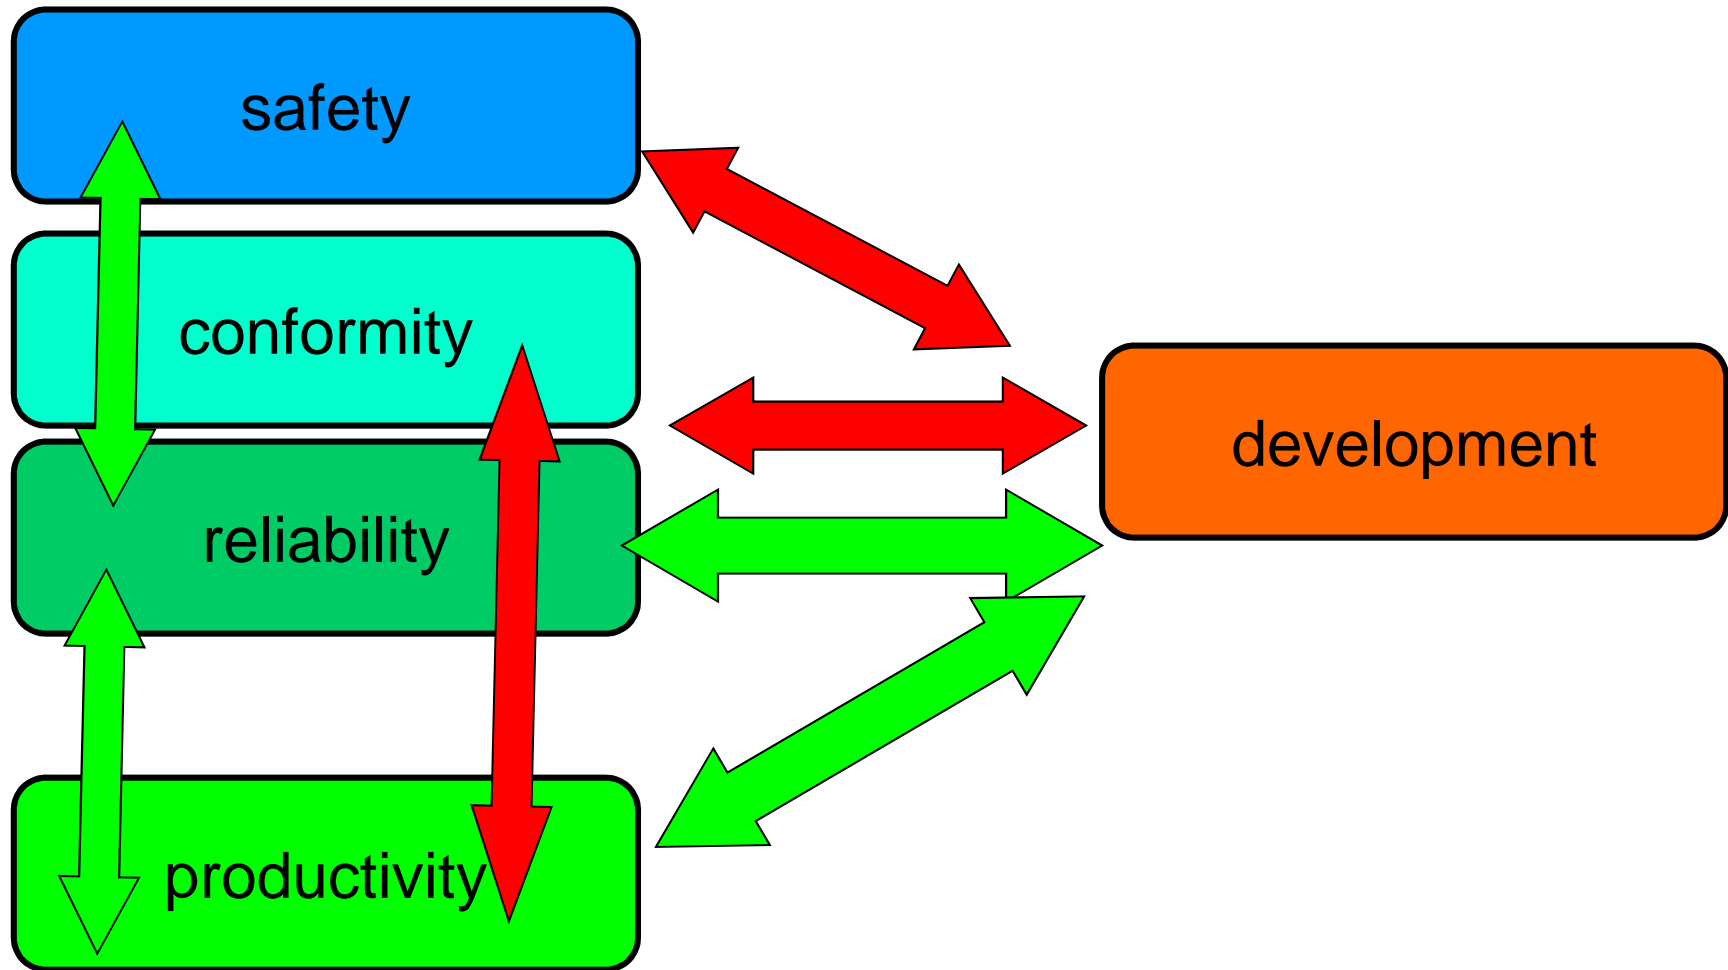 safety
conformity
development
reliability
productivity